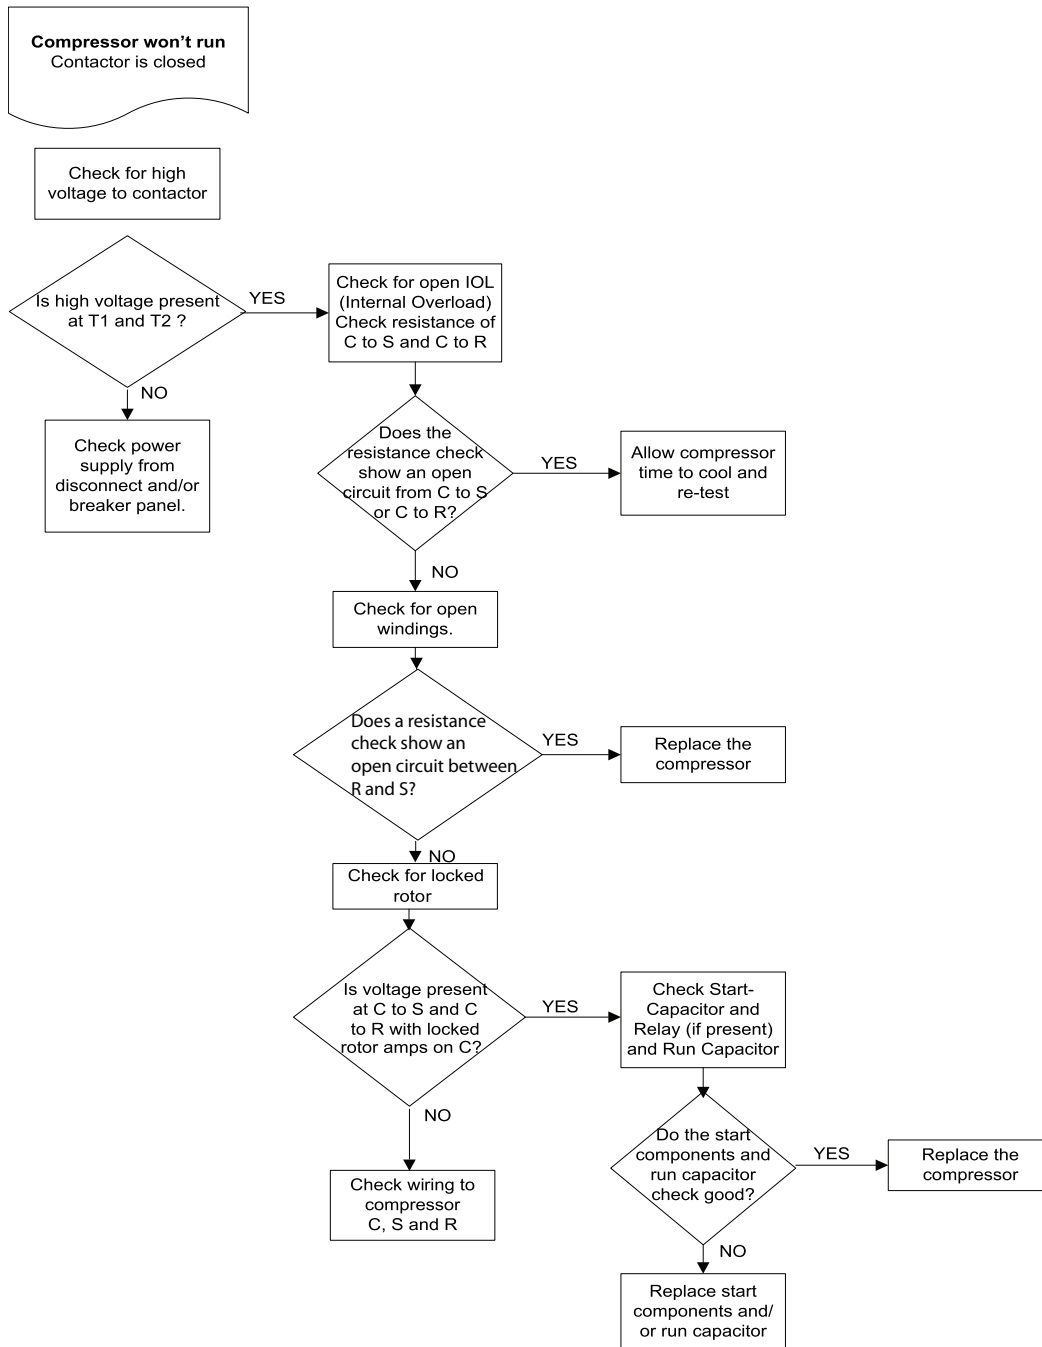 Compressor won't run
Contactor is closed
Check for high
voltage to contactor
Is high voltage present
at T1 and T2 ?
YES
NO
Check power
supply from
disconnect and/or
breaker panel.
Check for open IOL
(Internal Overload)
Check resistance of
C to S and C to R
Does the
resistance check
show an open
circuit from C to S
or C to R?
YES
Allow compressor
time to cool and
re-test
NO
Check for open
windings.
Does a resistance
check show an
open circuit between
R and S?
YES
Replace the
compressor
NO
Check for locked
rotor
Is voltage present
at C to S and C
to R with locked
rotor amps on C?
YES
NO
Check wiring to
compressor
C, S and R
Check Start-
Capacitor and
Relay (if present)
and Run Capacitor
Do the start
components and
run capacitor
check good?
YES
Replace the
compressor
NO
Replace start
components and/
or run capacitor